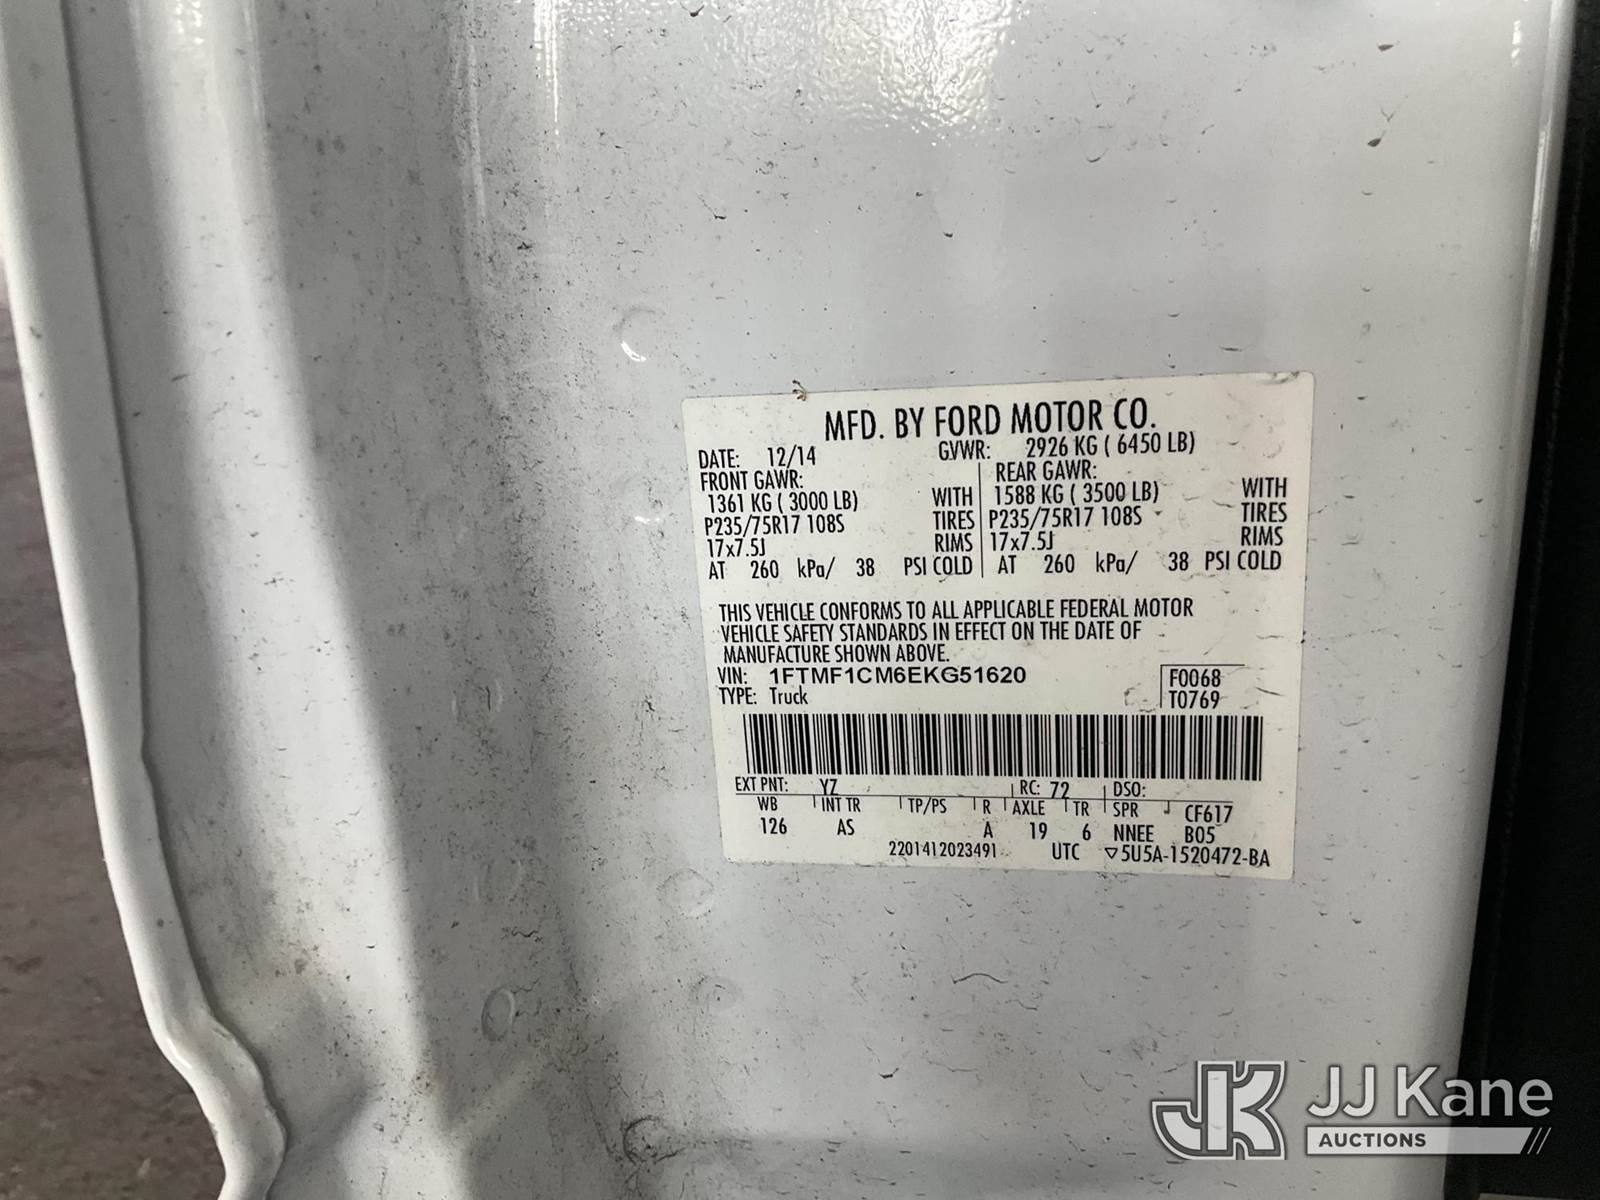 MFD. BY FORD MOTOR CO.
DATE: 12/14 GVWR: 2926 KG ( 6450 LB)
FRONT GAWR: REAR GAWR:
1361 KG ( 3000 LB) WITH 1588 KG ( 3500 LB) WITH
P235/75R17 108S TIRES P235/75R17 108S TIRES
17x7.5J RIMS 17x7.5J RIMS
AT 260 kPa/ 38 PSI COLD AT 260 kPa/ 38 PSI COLD
THIS VEHICLE CONFORMS TO ALL APPLICABLE FEDERAL MOTOR
VEHICLE SAFETY STANDARDS IN EFFECT ON THE DATE OF
MANUFACTURE SHOWN ABOVE.
VIN: 1FTMF1CM6EKG51620 F0068
TYPE: Truck T0769
EXT PNT: YZ RC: 72 DSO:
WB INT TR TP/PS R AXLE TR SPR CF617
126 AS A 19 6 NNEE B05
2201412023491 UTC ▽5U5A-1520472-BA
JK JJ Kane
AUCTIONS